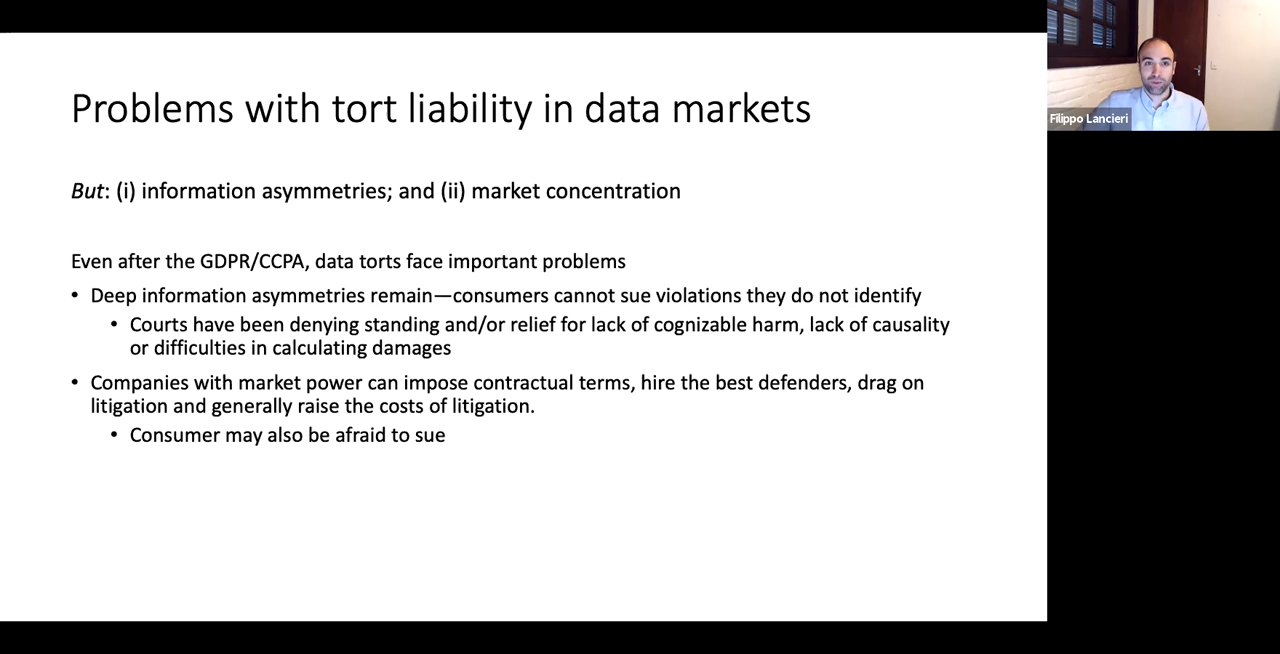 Problems with tort liability in data markets
But: (i) information asymmetries; and (ii) market concentration
Even after the GDPR/CCPA, data torts face important problems
• Deep information asymmetries remain—consumers cannot sue violations they do not identify
• Courts have been denying standing and/or relief for lack of cognizable harm, lack of causality
or difficulties in calculating damages
• Companies with market power can impose contractual terms, hire the best defenders, drag on
litigation and generally raise the costs of litigation.
• Consumer may also be afraid to sue
Filippo Lancieri